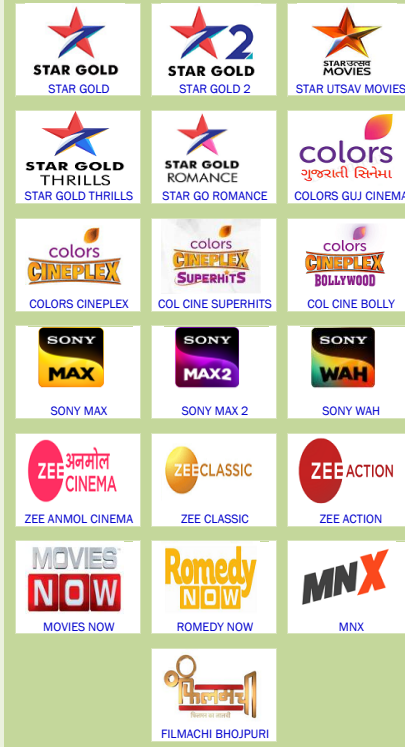 STAR GOLD
STAR GOLD
2
STAR GOLD
STAR GOLD 2
STAR उत्सव
MOVIES
STAR UTSAV MOVIES
STAR GOLD
THRILLS
STAR GOLD THRILLS
STAR GOLD
ROMANCE
STAR GO ROMANCE
colors
ગુજરાતી સિનેમા
COLORS GUJ CINEMA
colors
CINEPLEX
COLORS CINEPLEX
colors
CINEPLEX
SUPERHITS
COL CINE SUPERHITS
colors
CINEPLEX
BOLLYWOOD
COL CINE BOLLY
SONY
MAX
SONY MAX
SONY
MAX2
SONY MAX 2
SONY
WAH
SONY WAH
ZEE अनमोल
CINEMA
ZEE ANMOL CINEMA
ZEE CLASSIC
ZEE CLASSIC
ZEE ACTION
ZEE ACTION
MOVIES
NOW
MOVIES NOW
Romedy
NOW
ROMEDY NOW
MNX
MNX
फिलमची
FILMACHI BHOJPURI